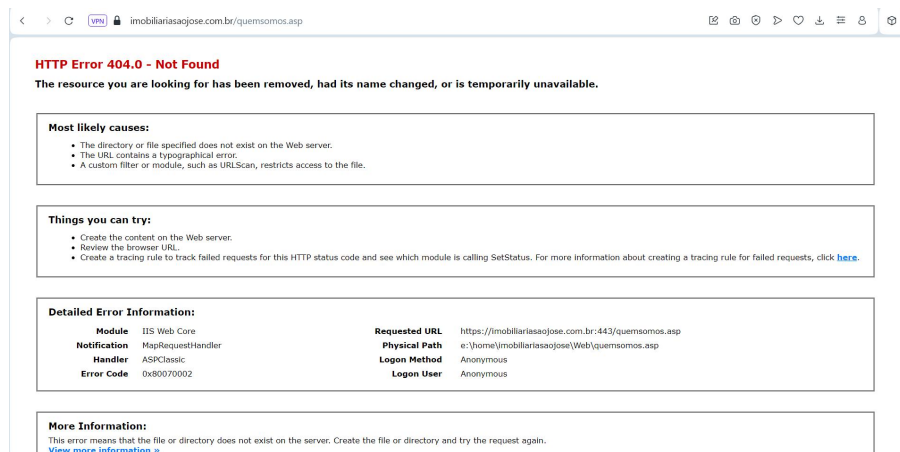 VPN imobiliariasaojose.com.br/quemsomos.asp
HTTP Error 404.0 - Not Found
The resource you are looking for has been removed, had its name changed, or is temporarily unavailable.
Most likely causes:
• The directory or file specified does not exist on the Web server.
• The URL contains a typographical error.
• A custom filter or module, such as URLScan, restricts access to the file.
Things you can try:
• Create the content on the Web server.
• Review the browser URL.
• Create a tracing rule to track failed requests for this HTTP status code and see which module is calling SetStatus. For more information about creating a tracing rule for failed requests, click here.
Detailed Error Information:
Module IIS Web Core
Notification MapRequestHandler
Handler ASPClassic
Error Code 0x80070002
Requested URL https://imobiliariasaojose.com.br:443/quemsomos.asp
Physical Path e:\home\imobiliariasaojose\Web\quemsomos.asp
Logon Method Anonymous
Logon User Anonymous
More Information:
This error means that the file or directory does not exist on the server. Create the file or directory and try the request again.
View more information »